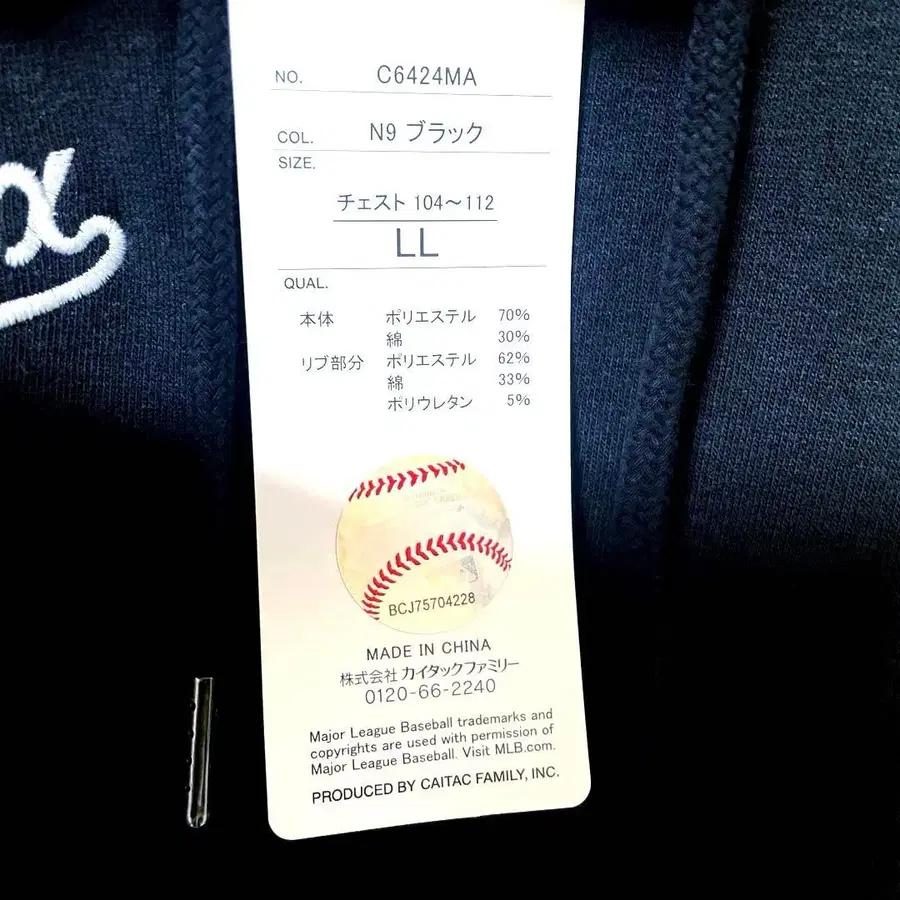 NO. C6424MA
COL. N9 ブラック
SIZE.
チェスト 104～112
LL
QUAL.
本体 ポリエステル 70%
綿 30%
リブ部分 ポリエステル 62%
綿 33%
ポリウレタン 5%
BCJ75704228
MADE IN CHINA
株式会社 カイタックファミリー
0120-66-2240
Major League Baseball trademarks and
copyrights are used with permission of
Major League Baseball. Visit MLB.com.
PRODUCED BY CAITAC FAMILY, INC.